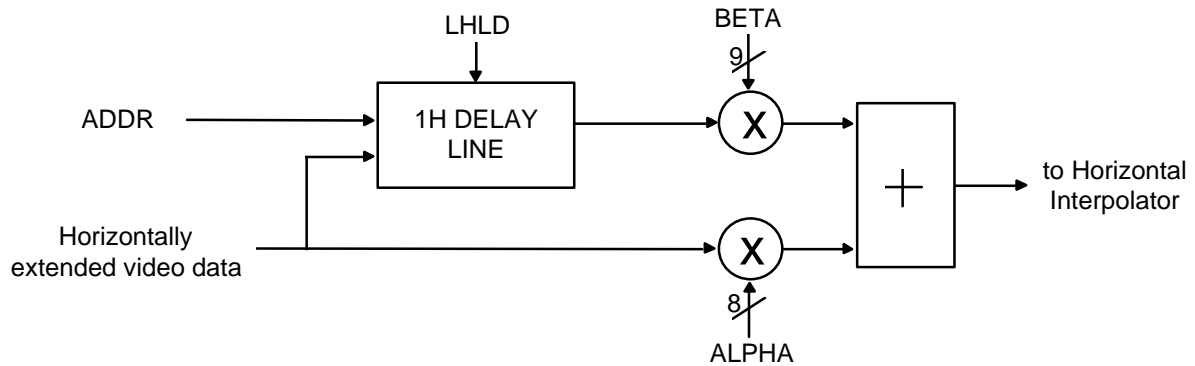 LHLD
BETA
9
ADDR
1H DELAY
LINE
X
+
to Horizontal
Interpolator
Horizontally
extended video data
X
8
ALPHA